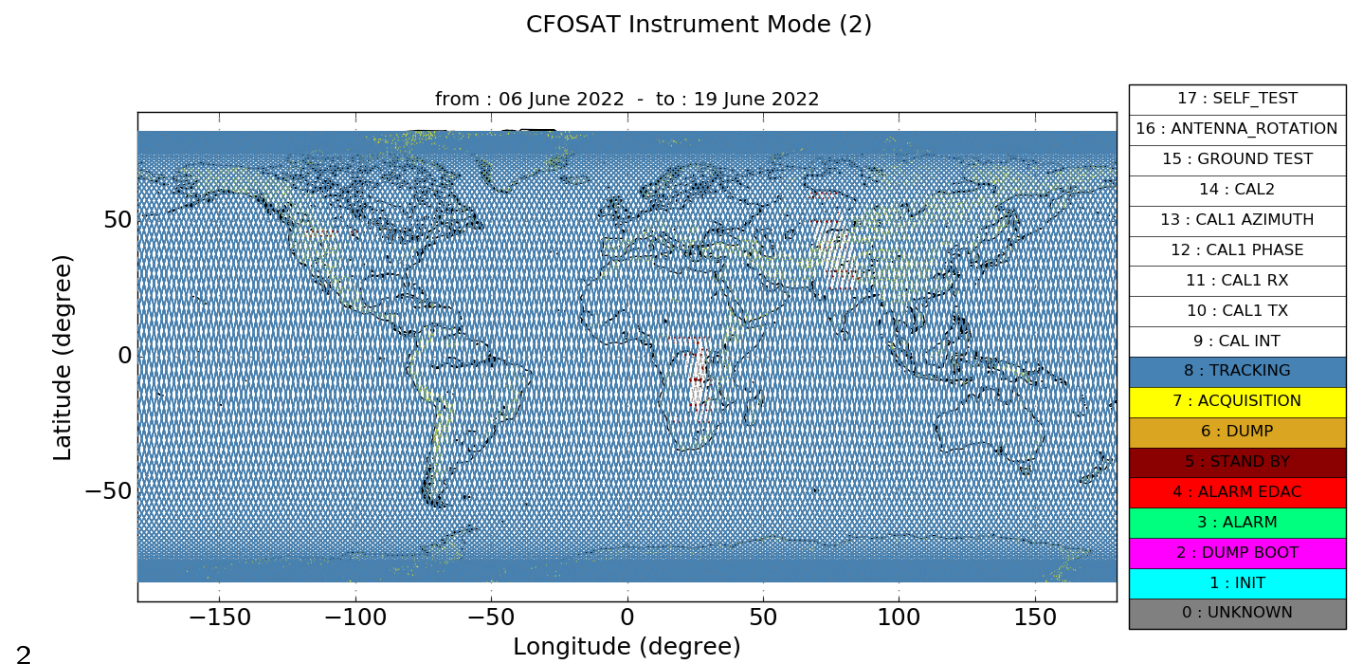 CFOSAT Instrument Mode (2)
from : 06 June 2022  -  to : 19 June 2022
17 : SELF_TEST
16 : ANTENNA_ROTATION
15 : GROUND TEST
14 : CAL2
13 : CAL1 AZIMUTH
12 : CAL1 PHASE
11 : CAL1 RX
10 : CAL1 TX
9 : CAL INT
8 : TRACKING
7 : ACQUISITION
6 : DUMP
5 : STAND BY
4 : ALARM EDAC
3 : ALARM
2 : DUMP BOOT
1 : INIT
0 : UNKNOWN
Latitude (degree)
50
0
−50
−150 −100 −50 0 50 100 150
Longitude (degree)
2